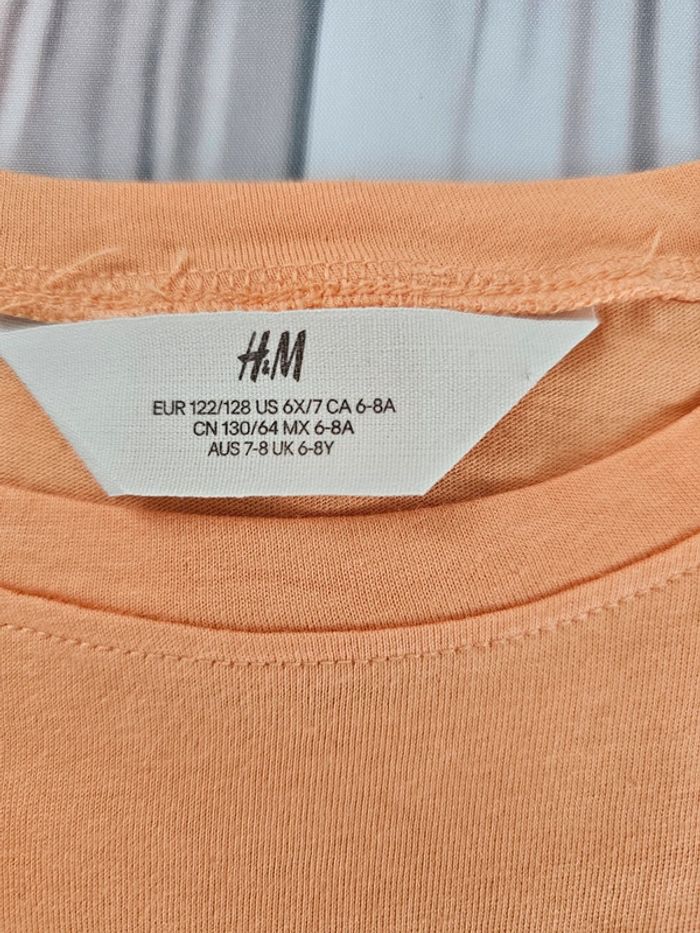 H&M
EUR 122/128 US 6X/7 CA 6-8A
CN 130/64 MX 6-8A
AUS 7-8 UK 6-8Y